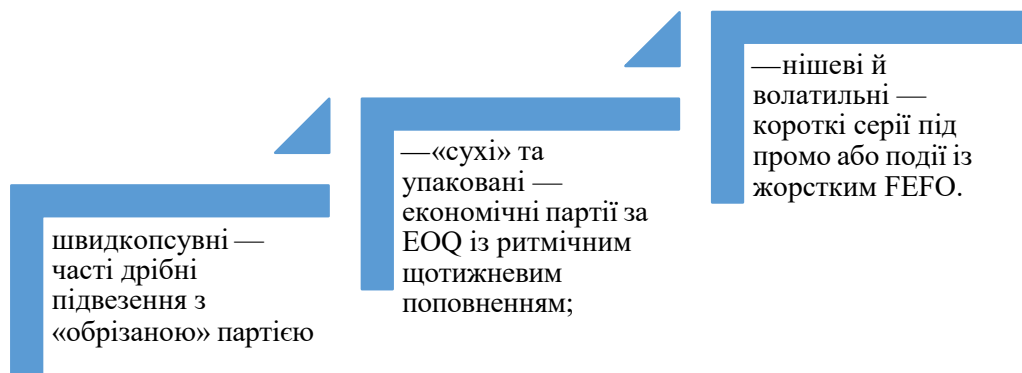 швидкопсувні —
часті дрібні
підвезення з
«обрізаною» партією
—«сухі» та
упаковані —
економічні партії за
EOQ із ритмічним
щотижневим
поповненням;
—нішеві й
волатильні —
короткі серії під
промо або події із
жорстким FEFO.